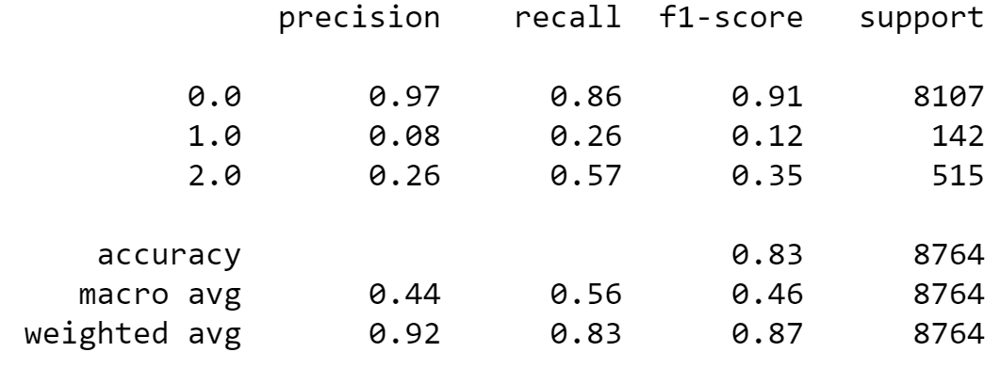 precision recall f1-score support
0.0 0.97 0.86 0.91 8107
1.0 0.08 0.26 0.12 142
2.0 0.26 0.57 0.35 515
accuracy 0.83 8764
macro avg 0.44 0.56 0.46 8764
weighted avg 0.92 0.83 0.87 8764